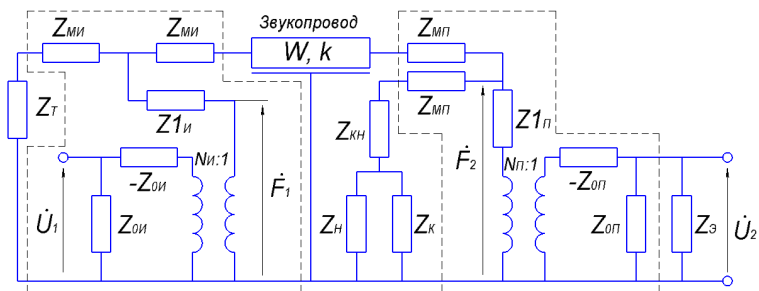 Звукопровод
Zми
Zми
W, k
Zмп
Zмп
Zт
Z1и
Zкн
Z1п
Nи:1
Ḟ1
Ḟ2
Nп:1
-Z0и
-Z0п
U̇1
Z0и
Zн
Zк
Z0п
Zэ
U̇2